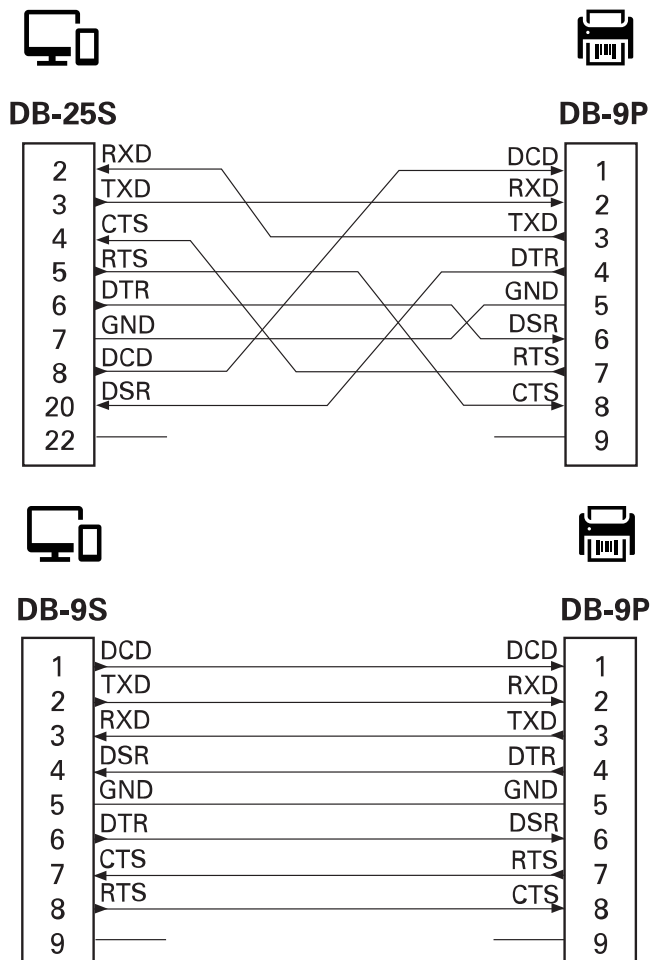 DB-25S DB-9P
2 RXD DCD 1
3 TXD RXD 2
4 CTS TXD 3
5 RTS DTR 4
6 DTR GND 5
7 GND DSR 6
8 DCD RTS 7
20 DSR CTS 8
22 9
DB-9S DB-9P
1 DCD DCD 1
2 TXD RXD 2
3 RXD TXD 3
4 DSR DTR 4
5 GND GND 5
6 DTR DSR 6
7 CTS RTS 7
8 RTS CTS 8
9 9